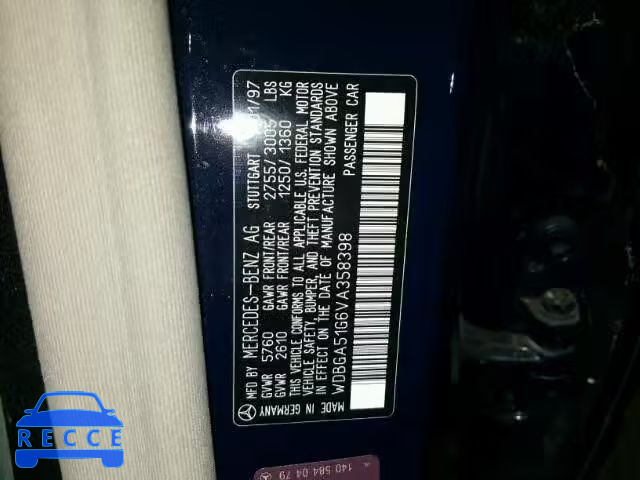 MFD BY MERCEDES-BENZ AG STUTTGART 01/97
GVWR 5760 GAWR FRONT/REAR 2755/3005 LBS
GVWR 2610 GAWR FRONT/REAR 1250/1360 KG
THIS VEHICLE CONFORMS TO ALL APPLICABLE U.S. FEDERAL MOTOR
VEHICLE SAFETY, BUMPER, AND THEFT PREVENTION STANDARDS
IN EFFECT ON THE DATE OF MANUFACTURE SHOWN ABOVE
WDBGA51G6VA358398 PASSENGER CAR
MADE IN GERMANY
140 584 04 79
RECCE